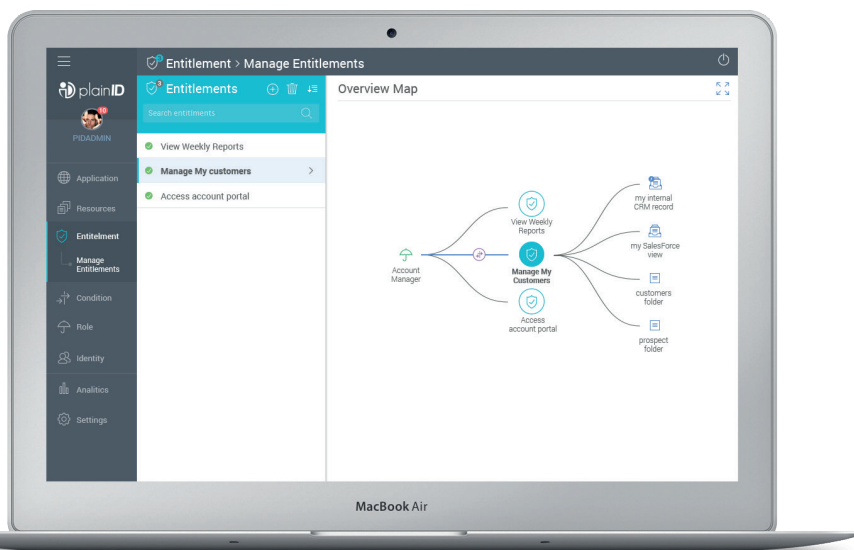 Entitlement > Manage Entitlements
plainID
10
PIDADMIN
Application
Resources
Entitelment
Manage
Entitlements
Condition
Role
Identity
Analitics
Settings
3
Entitlements
Search entitlments
View Weekly Reports
Manage My customers
Access account portal
Overview Map
Account
Manager
View Weekly
Reports
Manage My
Customers
Access
account portal
my internal
CRM record
my SalesForce
view
customers
folder
prospect
folder
MacBook Air